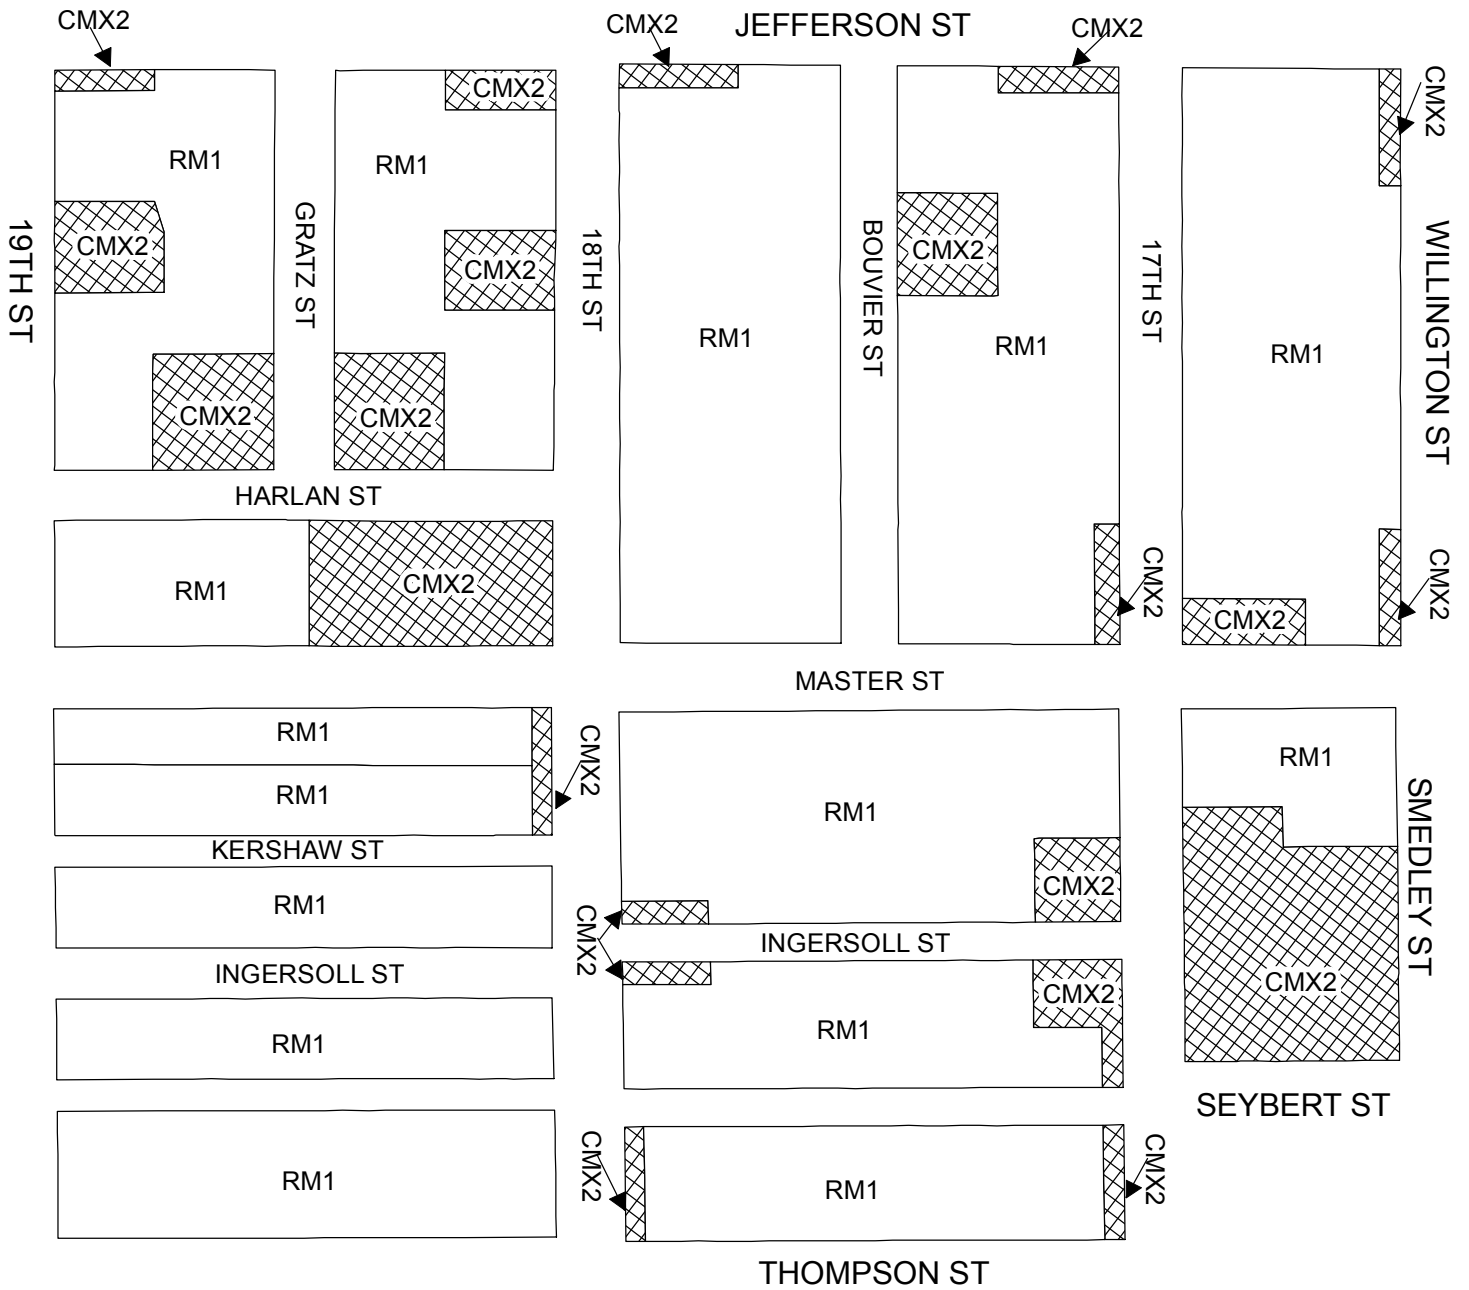 CMX2
CMX2
JEFFERSON ST
CMX2
CMX2
CMX2
RM1
RM1
CMX2
CMX2
CMX2
19TH ST
GRATZ ST
18TH ST
BOUVIER ST
17TH ST
WILLINGTON ST
RM1
RM1
RM1
CMX2
CMX2
HARLAN ST
RM1
CMX2
CMX2
CMX2
CMX2
MASTER ST
RM1
RM1
CMX2
RM1
RM1
SMEDLEY ST
KERSHAW ST
RM1
CMX2
CMX2
INGERSOLL ST
INGERSOLL ST
CMX2
CMX2
RM1
RM1
SEYBERT ST
RM1
CMX2
RM1
CMX2
THOMPSON ST